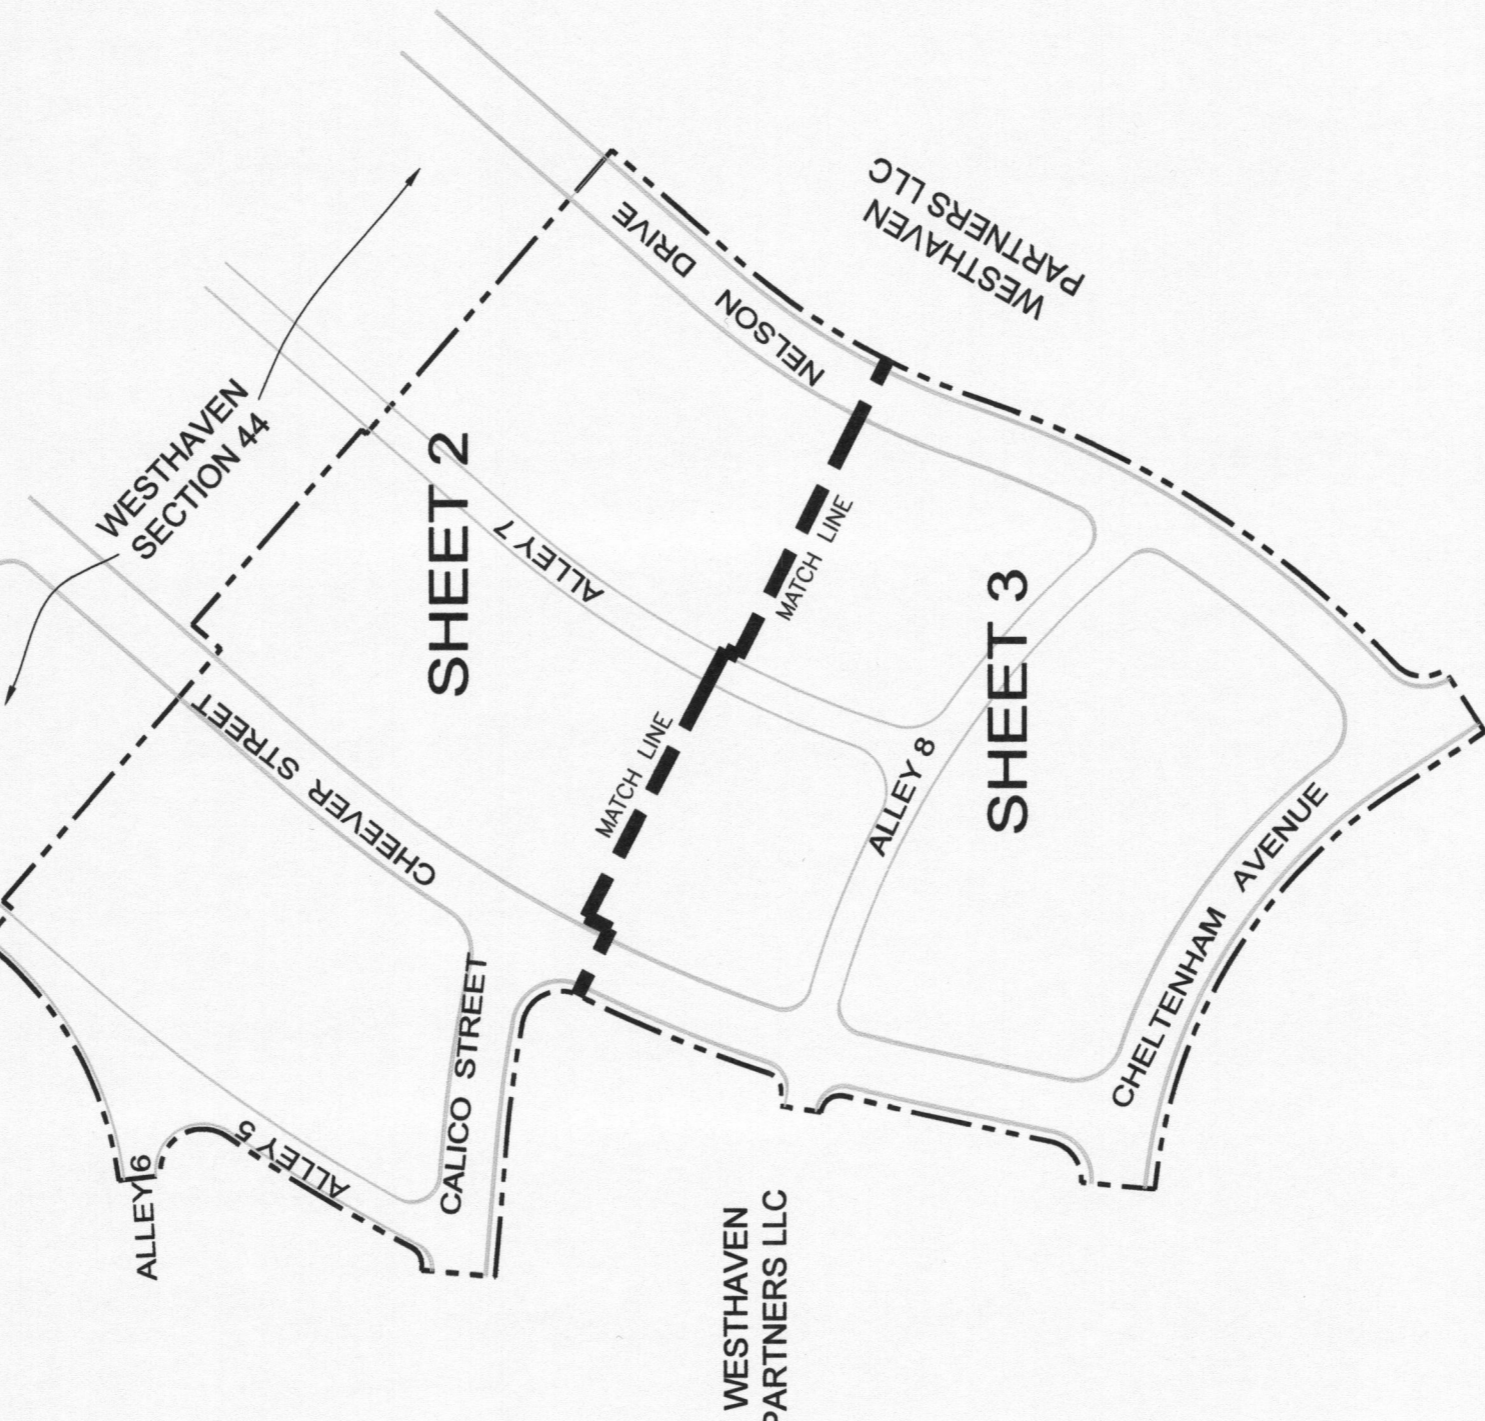 WESTHAVEN
PARTNERS LLC
NELSON DRIVE
WESTHAVEN
SECTION 44
SHEET 2
ALLEY 7
MATCH LINE
SHEET 3
CHEEVER STREET
MATCH LINE
ALLEY 8
CHELTENHAM AVENUE
CALICO STREET
ALLEY 5
ALLEY 6
WESTHAVEN
PARTNERS LLC